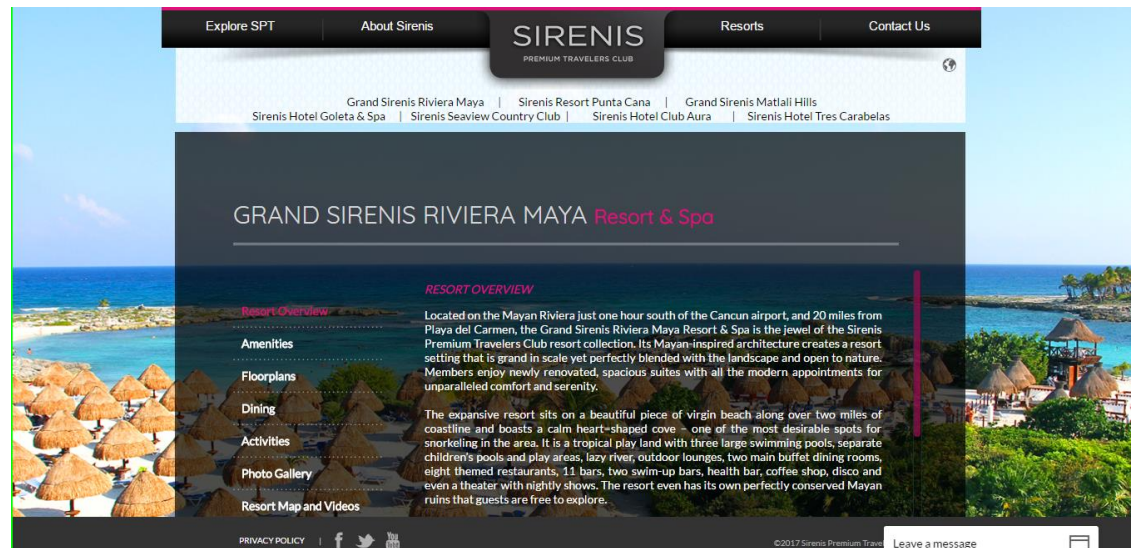 Explore SPT
About Sirenis
SIRENIS
PREMIUM TRAVELERS CLUB
Resorts
Contact Us
Grand Sirenis Riviera Maya | Sirenis Resort Punta Cana | Grand Sirenis Matlali Hills
Sirenis Hotel Goleta & Spa | Sirenis Seaview Country Club | Sirenis Hotel Club Aura | Sirenis Hotel Tres Carabelas
GRAND SIRENIS RIVIERA MAYA Resort & Spa
Resort Overview
Amenities
Floorplans
Dining
Activities
Photo Gallery
Resort Map and Videos
RESORT OVERVIEW
Located on the Mayan Riviera just one hour south of the Cancun airport, and 20 miles from
Playa del Carmen, the Grand Sirenis Riviera Maya Resort & Spa is the jewel of the Sirenis
Premium Travelers Club resort collection. Its Mayan-inspired architecture creates a resort
setting that is grand in scale yet perfectly blended with the landscape and open to nature.
Members enjoy newly renovated, spacious suites with all the modern appointments for
unparalleled comfort and serenity.
The expansive resort sits on a beautiful piece of virgin beach along over two miles of
coastline and boasts a calm heart-shaped cove – one of the most desirable spots for
snorkeling in the area. It is a tropical play land with three large swimming pools, separate
children's pools and play areas, lazy river, outdoor lounges, two main buffet dining rooms,
eight themed restaurants, 11 bars, two swim-up bars, health bar, coffee shop, disco and
even a theater with nightly shows. The resort even has its own perfectly conserved Mayan
ruins that guests are free to explore.
PRIVACY POLICY |
You
Tube
©2017 Sirenis Premium Travel
Leave a message